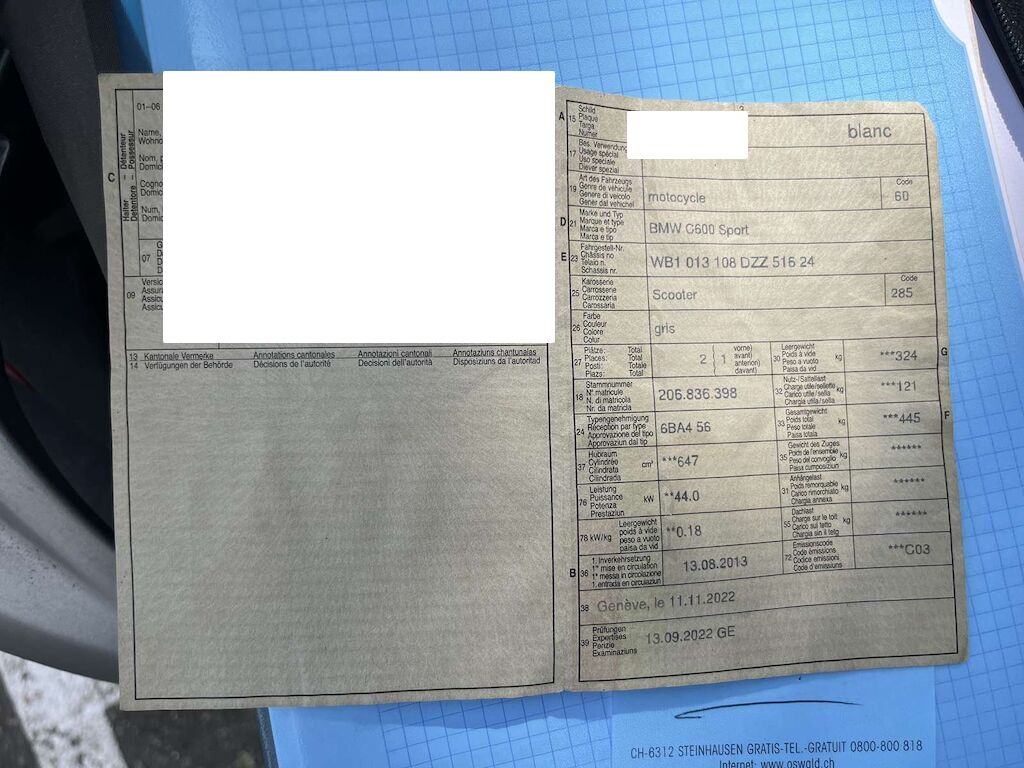 01-06
C
Halter – Détenteur
Detentore – Possessur
Name,
Wohno
Nom, p
Domici
Cogno
Domic
Num,
Domic
07
09
Versic
Assura
Assicu
Assicu
13 Kantonale Vermerke
Annotations cantonales
Annotazioni cantonali
Annotaziuns chantunalas
14 Verfügungen der Behörde
Décisions de l'autorité
Decisioni dell'autorità
Disposiziuns da l'autoritad
A 15 Schild
Plaque
Targa
Numer
blanc
17 Bes. Verwendung
Usage spécial
Uso speciale
Diever spezial
19 Art des Fahrzeugs
Genre de véhicule
Genere di veicolo
Gener dal vehichel
motocycle
Code
60
D 21 Marke und Typ
Marque et type
Marca e tipo
Marca e tip
BMW C600 Sport
E 23 Fahrgestell-Nr.
Châssis no
Telaio n.
Schassis nr.
WB1 013 108 DZZ 516 24
25 Karosserie
Carrosserie
Carrozzeria
Carossaria
Scooter
Code
285
26 Farbe
Couleur
Colore
Colur
gris
27 Plätze: Total
Places: Total
Posti: Totale
Plazs: Total
2 ( 1
vorne)
avant)
anteriori)
davant)
30 Leergewicht
Poids à vide
Peso a vuoto
Paisa da vid
kg
***324
G
18 Stammnummer
N° matricule
N. di matricola
Nr. da matricla
206.836.398
32 Nutz-/Sattellast
Charge utile/sellette
Carico utile/sella
Chargia utila/sella
kg
***121
24 Typengenehmigung
Réception par type
Approvazione del tipo
Approvaziun dal tip
6BA4 56
33 Gesamtgewicht
Poids total
Peso totale
Paisa totala
kg
***445
F
37 Hubraum
Cylindrée
Cilindrata
Cilindrada
cm³
***647
35 Gewicht des Zuges
Poids de l'ensemble
Peso del convoglio
Paisa cumposiziun
kg
******
76 Leistung
Puissance
Potenza
Prestaziun
kW
**44.0
31 Anhängelast
Poids remorquable
Carico rimorchiato
Chargia annexa
kg
******
78 kW/kg
Leergewicht
poids à vide
peso a vuoto
paisa da vid
**0.18
55 Dachlast
Charge sur le toit
Carico sul tetto
Chargia sin il tetg
kg
******
B 36 1. Inverkehrsetzung
1ᵉ mise en circulation
1ᵃ messa in circolazione
1. entrada en circulaziun
13.08.2013
72 Emissionscode
Code émissions
Codice emissioni
Code d'emissiuns
***C03
38 Genève, le 11.11.2022
39 Prüfungen
Expertises
Perizie
Examinaziuns
13.09.2022 GE
CH-6312 STEINHAUSEN GRATIS-TEL.-GRATUIT 0800-800 818
Internet: www.oswald.ch